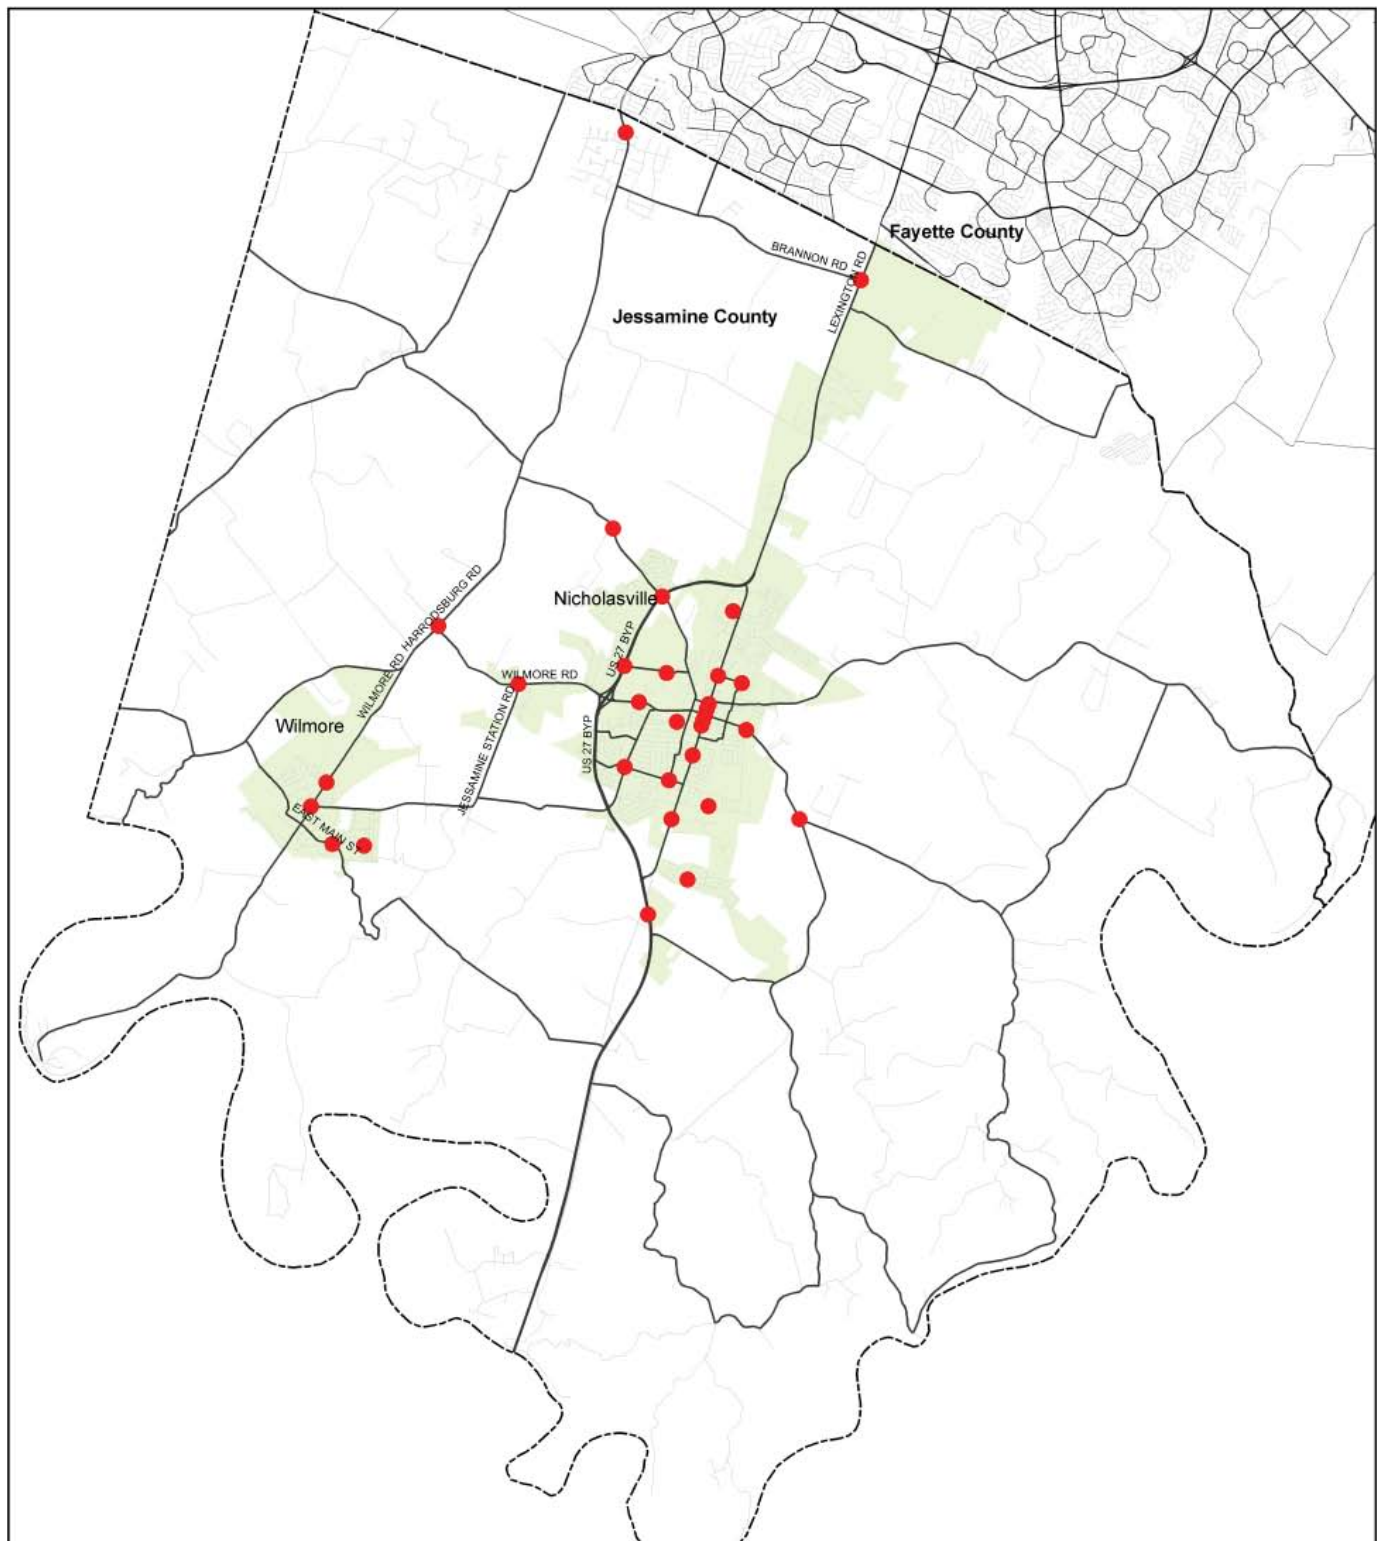 Fayette County
BRANNON RD
LEXINGTON RD
Jessamine County
HARRODSBURG RD
Nicholasville
US 27 BYP
WILMORE RD
WILMORE RD
JESSAMINE STATION RD
Wilmore
US 27 BYP
EAST MAIN ST